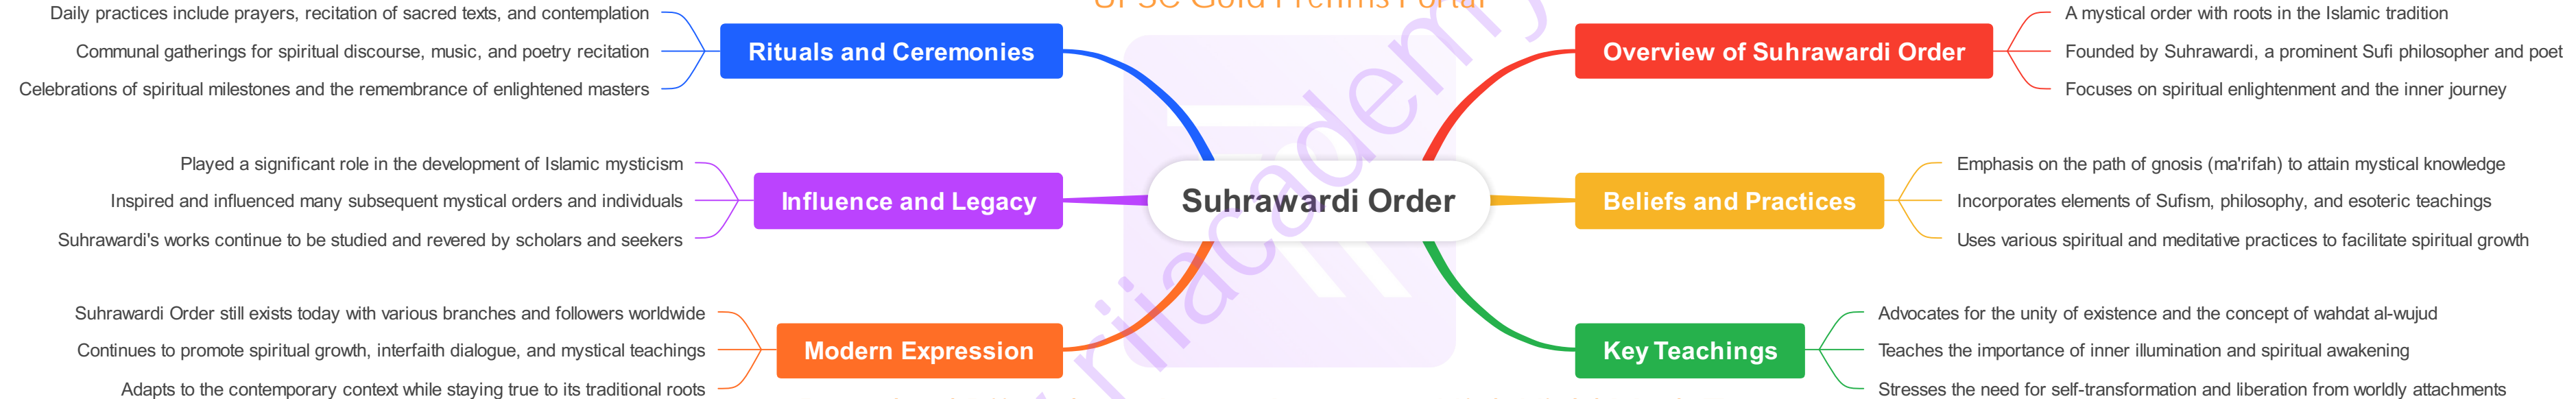 UPSC Gold Prelims Portal
Daily practices include prayers, recitation of sacred texts, and contemplation
Communal gatherings for spiritual discourse, music, and poetry recitation
Celebrations of spiritual milestones and the remembrance of enlightened masters
Rituals and Ceremonies
Played a significant role in the development of Islamic mysticism
Inspired and influenced many subsequent mystical orders and individuals
Suhrawardi's works continue to be studied and revered by scholars and seekers
Influence and Legacy
Suhrawardi Order still exists today with various branches and followers worldwide
Continues to promote spiritual growth, interfaith dialogue, and mystical teachings
Adapts to the contemporary context while staying true to its traditional roots
Modern Expression
Suhrawardi Order
Overview of Suhrawardi Order
A mystical order with roots in the Islamic tradition
Founded by Suhrawardi, a prominent Sufi philosopher and poet
Focuses on spiritual enlightenment and the inner journey
Beliefs and Practices
Emphasis on the path of gnosis (ma'rifah) to attain mystical knowledge
Incorporates elements of Sufism, philosophy, and esoteric teachings
Uses various spiritual and meditative practices to facilitate spiritual growth
Key Teachings
Advocates for the unity of existence and the concept of wahdat al-wujud
Teaches the importance of inner illumination and spiritual awakening
Stresses the need for self-transformation and liberation from worldly attachments